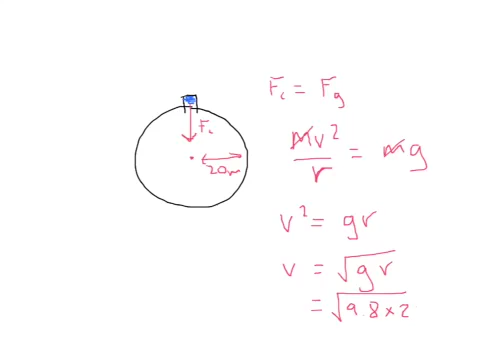 Fc = Fg
Fc
mv²/r = mg
20m
v² = gr
v = √gr
= √9.8×2